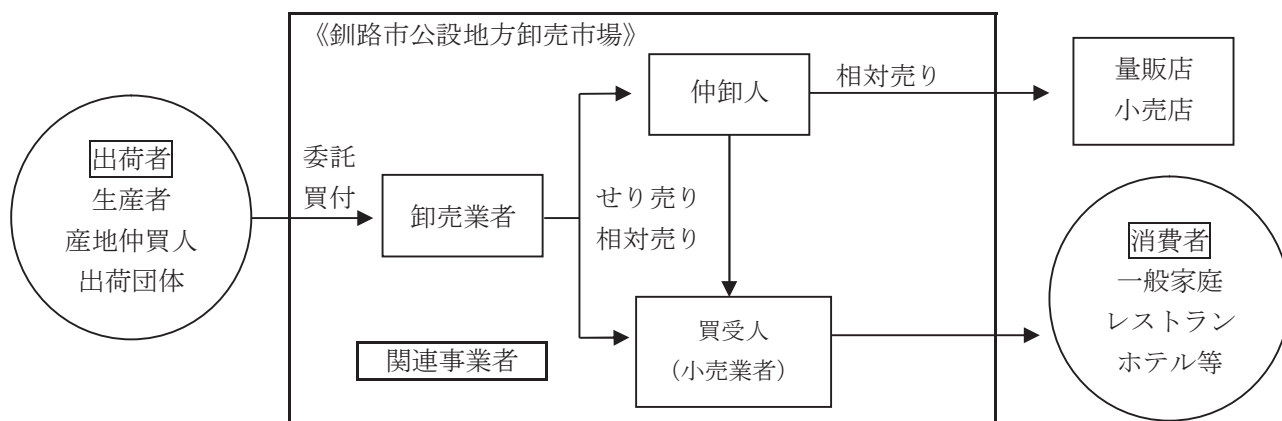 《釧路市公設地方卸売市場》
出荷者
生産者
産地仲買人
出荷団体
委託
買付
卸売業者
せり売り
相対売り
仲卸人
相対売り
量販店
小売店
買受人
（小売業者）
関連事業者
消費者
一般家庭
レストラン
ホテル等